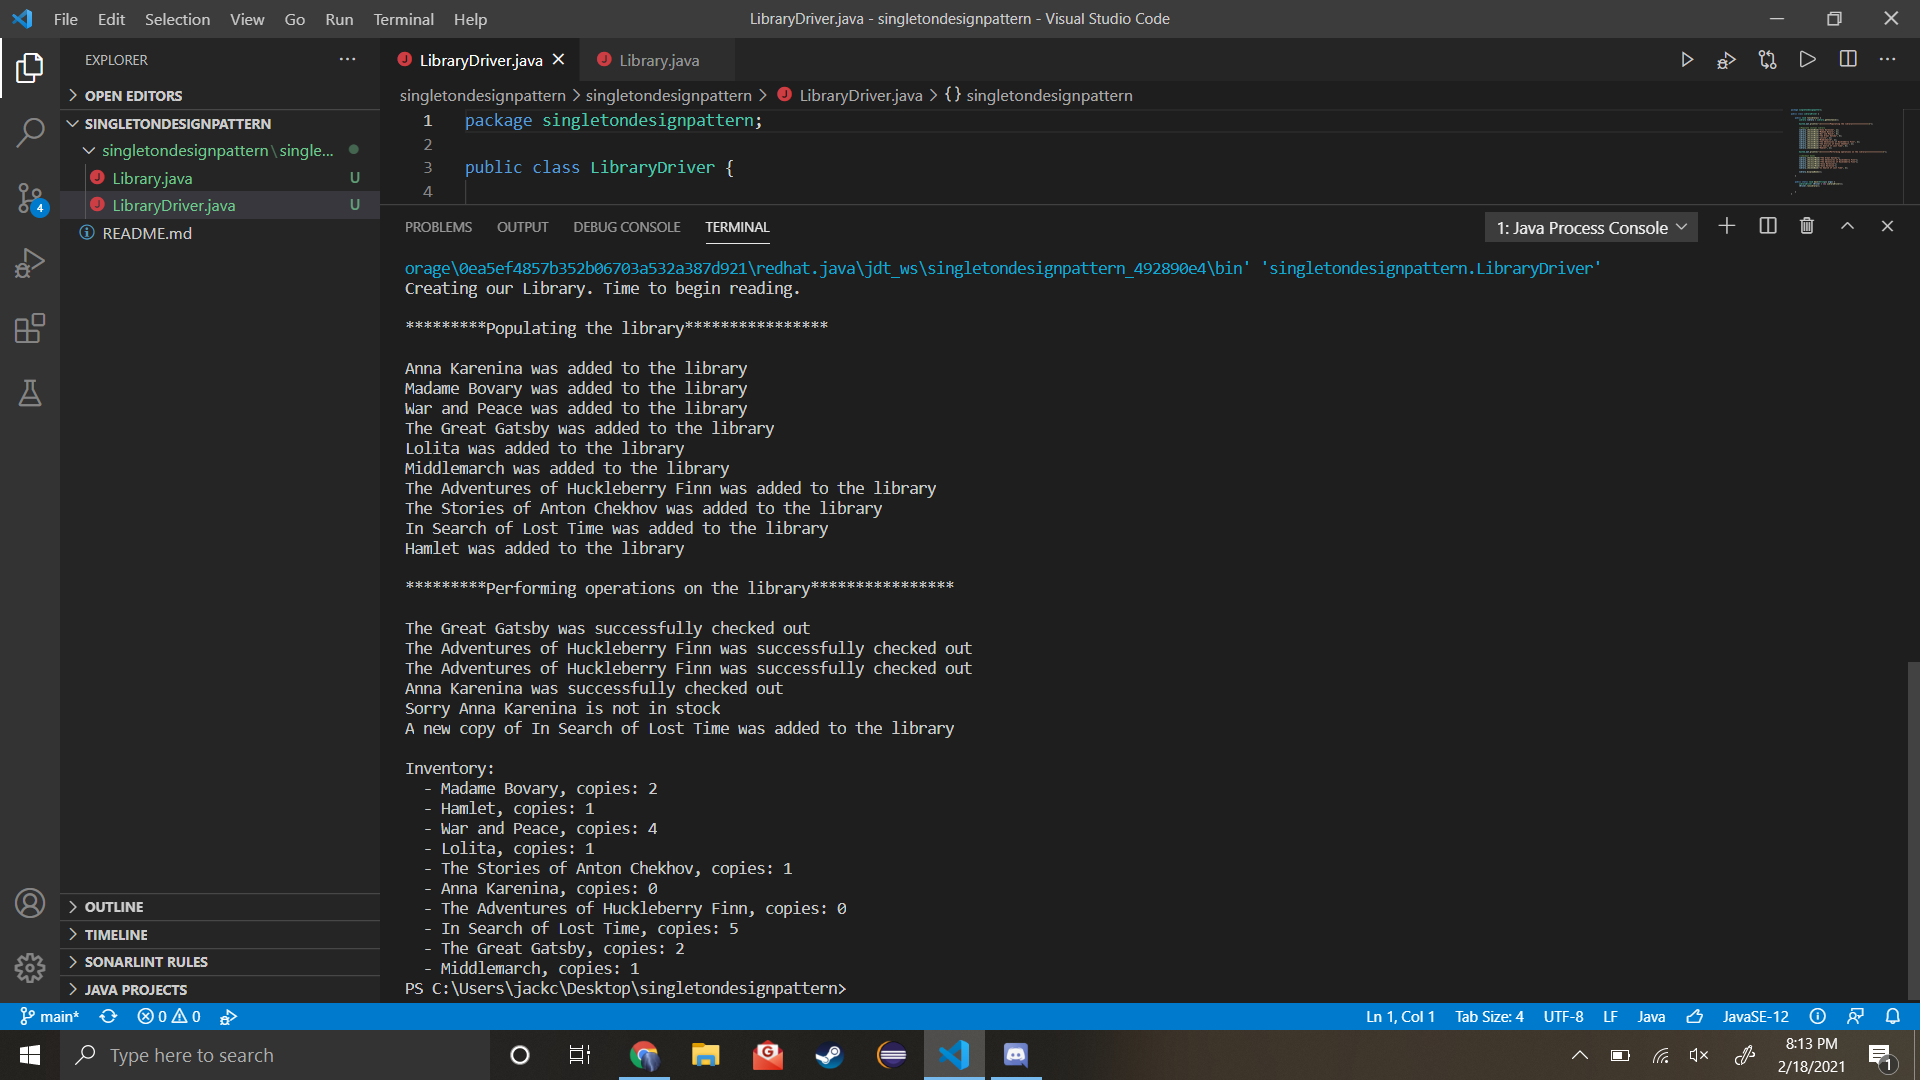 File Edit Selection View Go Run Terminal Help
LibraryDriver.java - singletondesignpattern - Visual Studio Code
EXPLORER
OPEN EDITORS
SINGLETONDESIGNPATTERN
singletondesignpattern\single...
Library.java U
LibraryDriver.java U
README.md
4
OUTLINE
TIMELINE
SONARLINT RULES
JAVA PROJECTS
LibraryDriver.java
Library.java
singletondesignpattern > singletondesignpattern > LibraryDriver.java > {} singletondesignpattern
1 package singletondesignpattern;
2
3 public class LibraryDriver {
4
PROBLEMS OUTPUT DEBUG CONSOLE TERMINAL
1: Java Process Console
orage\0ea5ef4857b352b06703a532a387d921\redhat.java\jdt_ws\singletondesignpattern_492890e4\bin' 'singletondesignpattern.LibraryDriver'
Creating our Library. Time to begin reading.
*********Populating the library****************
Anna Karenina was added to the library
Madame Bovary was added to the library
War and Peace was added to the library
The Great Gatsby was added to the library
Lolita was added to the library
Middlemarch was added to the library
The Adventures of Huckleberry Finn was added to the library
The Stories of Anton Chekhov was added to the library
In Search of Lost Time was added to the library
Hamlet was added to the library
*********Performing operations on the library****************
The Great Gatsby was successfully checked out
The Adventures of Huckleberry Finn was successfully checked out
The Adventures of Huckleberry Finn was successfully checked out
Anna Karenina was successfully checked out
Sorry Anna Karenina is not in stock
A new copy of In Search of Lost Time was added to the library
Inventory:
- Madame Bovary, copies: 2
- Hamlet, copies: 1
- War and Peace, copies: 4
- Lolita, copies: 1
- The Stories of Anton Chekhov, copies: 1
- Anna Karenina, copies: 0
- The Adventures of Huckleberry Finn, copies: 0
- In Search of Lost Time, copies: 5
- The Great Gatsby, copies: 2
- Middlemarch, copies: 1
PS C:\Users\jackc\Desktop\singletondesignpattern>
main* 0 0
Ln 1, Col 1 Tab Size: 4 UTF-8 LF Java JavaSE-12
Type here to search
8:13 PM
2/18/2021
1